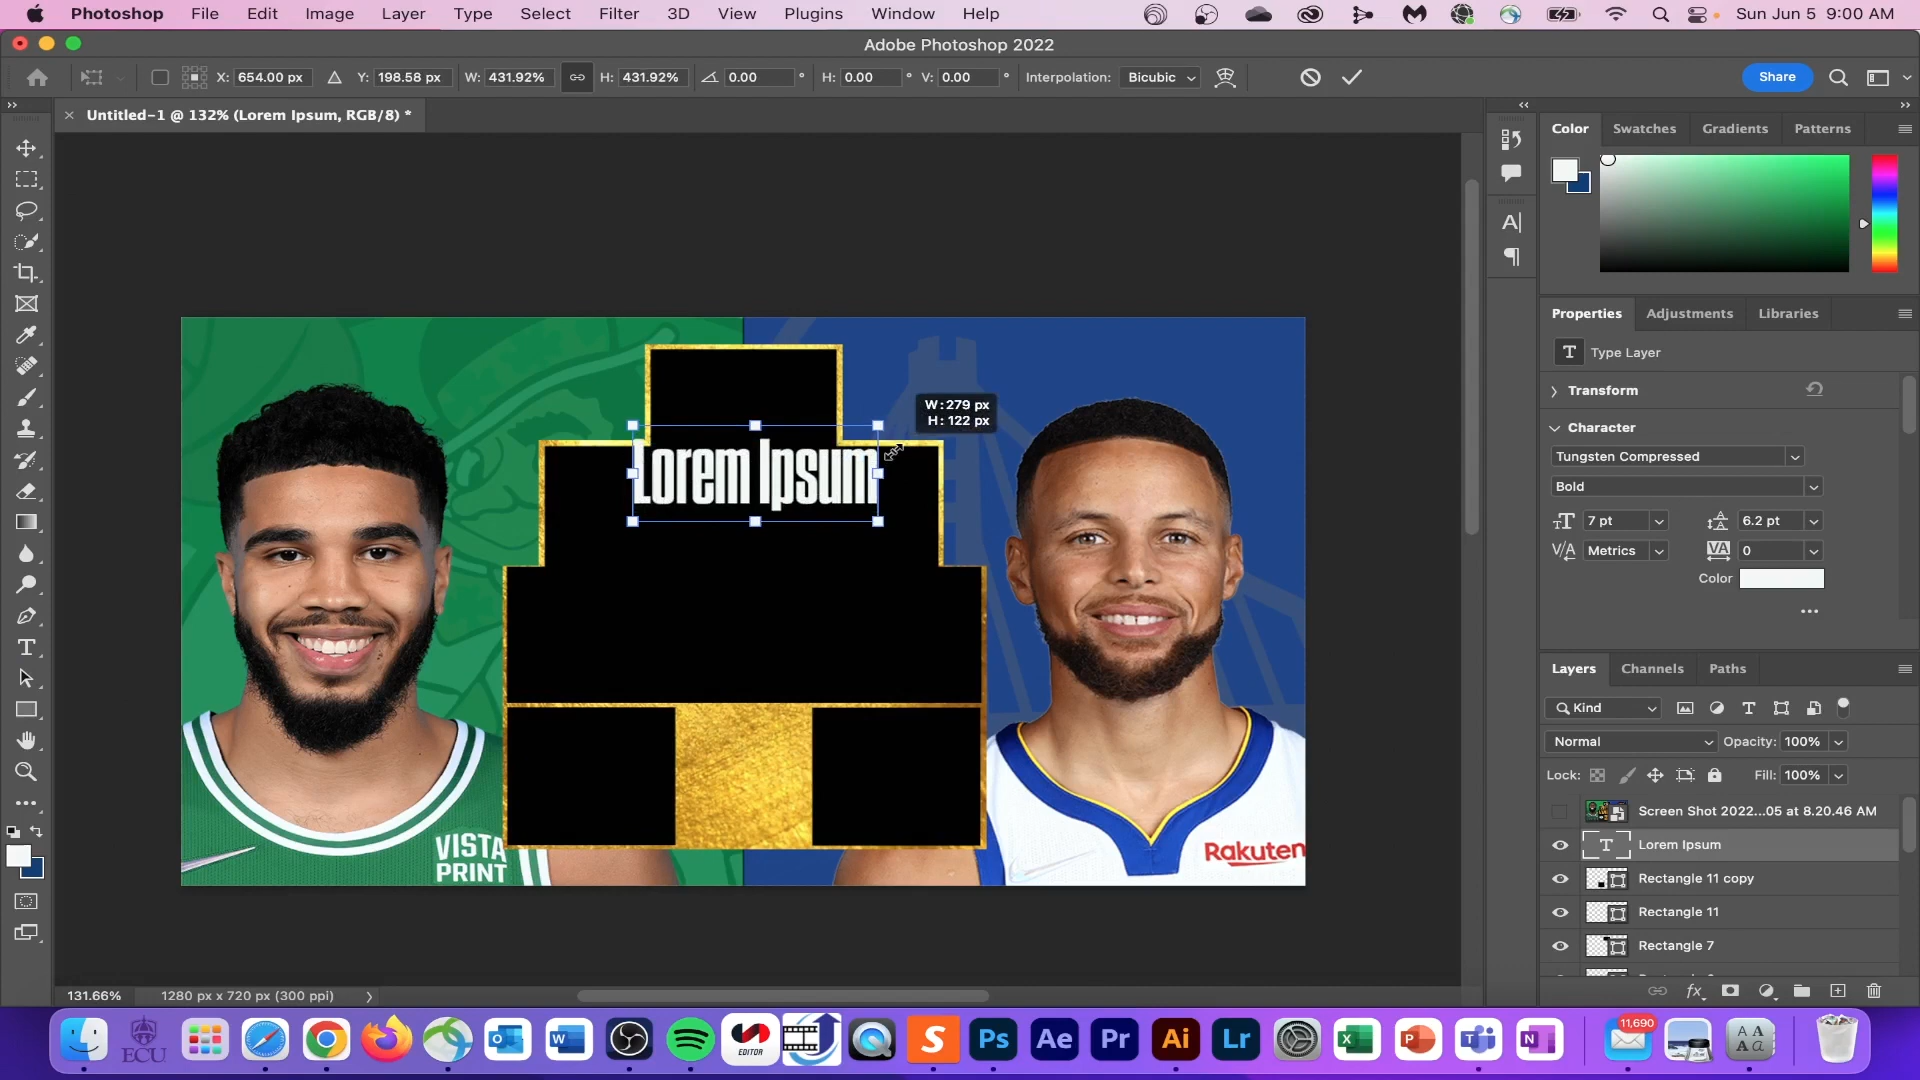 Photoshop File Edit Image Layer Type Select Filter 3D View Plugins Window Help Sun Jun 5 9:00 AM
Adobe Photoshop 2022
X: 654.00 px Y: 198.58 px W: 431.92% H: 431.92% 0.00 ° H: 0.00 ° V: 0.00 ° Interpolation: Bicubic Share
Untitled-1 @ 132% (Lorem Ipsum, RGB/8) *
Color Swatches Gradients Patterns
Properties Adjustments Libraries
T Type Layer
Transform
W: 279 px
H: 122 px
Character
Lorem Ipsum
Tungsten Compressed
Bold
7 pt 6.2 pt
Metrics 0
Color
Layers Channels Paths
Kind
Normal Opacity: 100%
Lock: Fill: 100%
Screen Shot 2022...05 at 8.20.46 AM
T Lorem Ipsum
Rectangle 11 copy
Rectangle 11
Rectangle 7
VISTA
PRINT
Rakuten
131.66% 1280 px x 720 px (300 ppi)
fx
11,690
ECU
EDITOR
S Ps Ae Pr Ai Lr